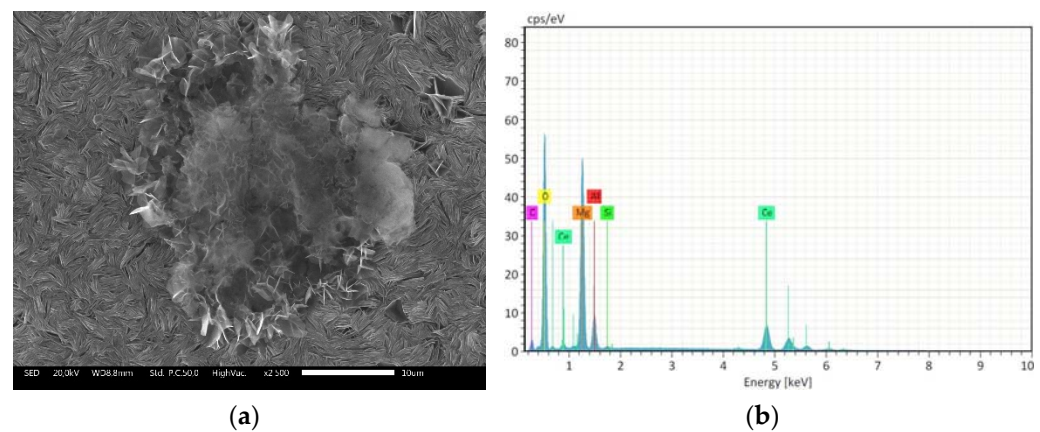 SED 20,0kV WD8.8mm Std. P.C.50.0 HighVac. x2 500 10um
(a)
cps/eV
80
70
60
50
40
30
20
10
0
O
Al
C
Mg
Si
Ce
Ce
1 2 3 4 5 6 7 8 9 10
Energy [keV]
(b)